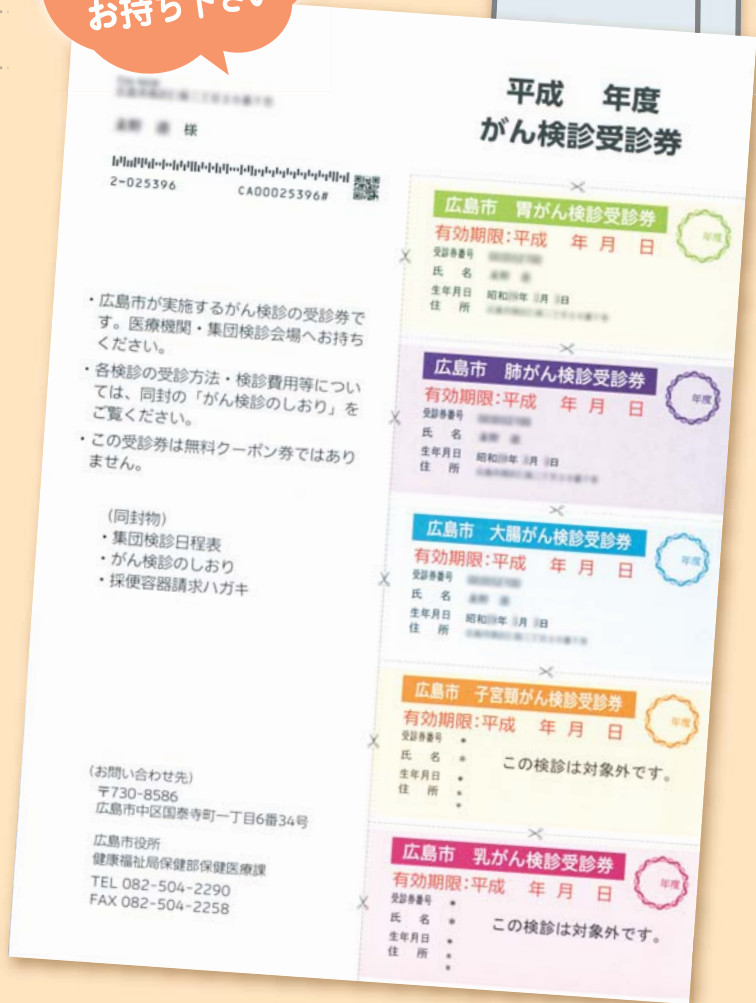 お持ち下さい
様
2-025396 CA00025396#
平成 年度
がん検診受診券
・広島市が実施するがん検診の受診券で
す。医療機関・集団検診会場へお持ち
ください。
・各検診の受診方法・検診費用等につい
ては、同封の「がん検診のしおり」を
ご覧ください。
・この受診券は無料クーポン券ではあり
ません。
(同封物)
・集団検診日程表
・がん検診のしおり
・採便容器請求ハガキ
(お問い合わせ先)
〒730-8586
広島市中区国泰寺町一丁目6番34号
広島市役所
健康福祉局保健部保健医療課
TEL 082-504-2290
FAX 082-504-2258
広島市 胃がん検診受診券
年度
有効期限:平成 年 月 日
受診券番号
氏 名
生年月日 昭和 年 月 日
住 所
広島市 肺がん検診受診券
年度
有効期限:平成 年 月 日
受診券番号
氏 名
生年月日 昭和 年 月 日
住 所
広島市 大腸がん検診受診券
年度
有効期限:平成 年 月 日
受診券番号
氏 名
生年月日 昭和 年 月 日
住 所
広島市 子宮頸がん検診受診券
年度
有効期限:平成 年 月 日
受診券番号 *
氏 名 *
この検診は対象外です。
生年月日 *
住 所 *
*
広島市 乳がん検診受診券
年度
有効期限:平成 年 月 日
受診券番号 *
氏 名 *
この検診は対象外です。
生年月日 *
住 所 *
*